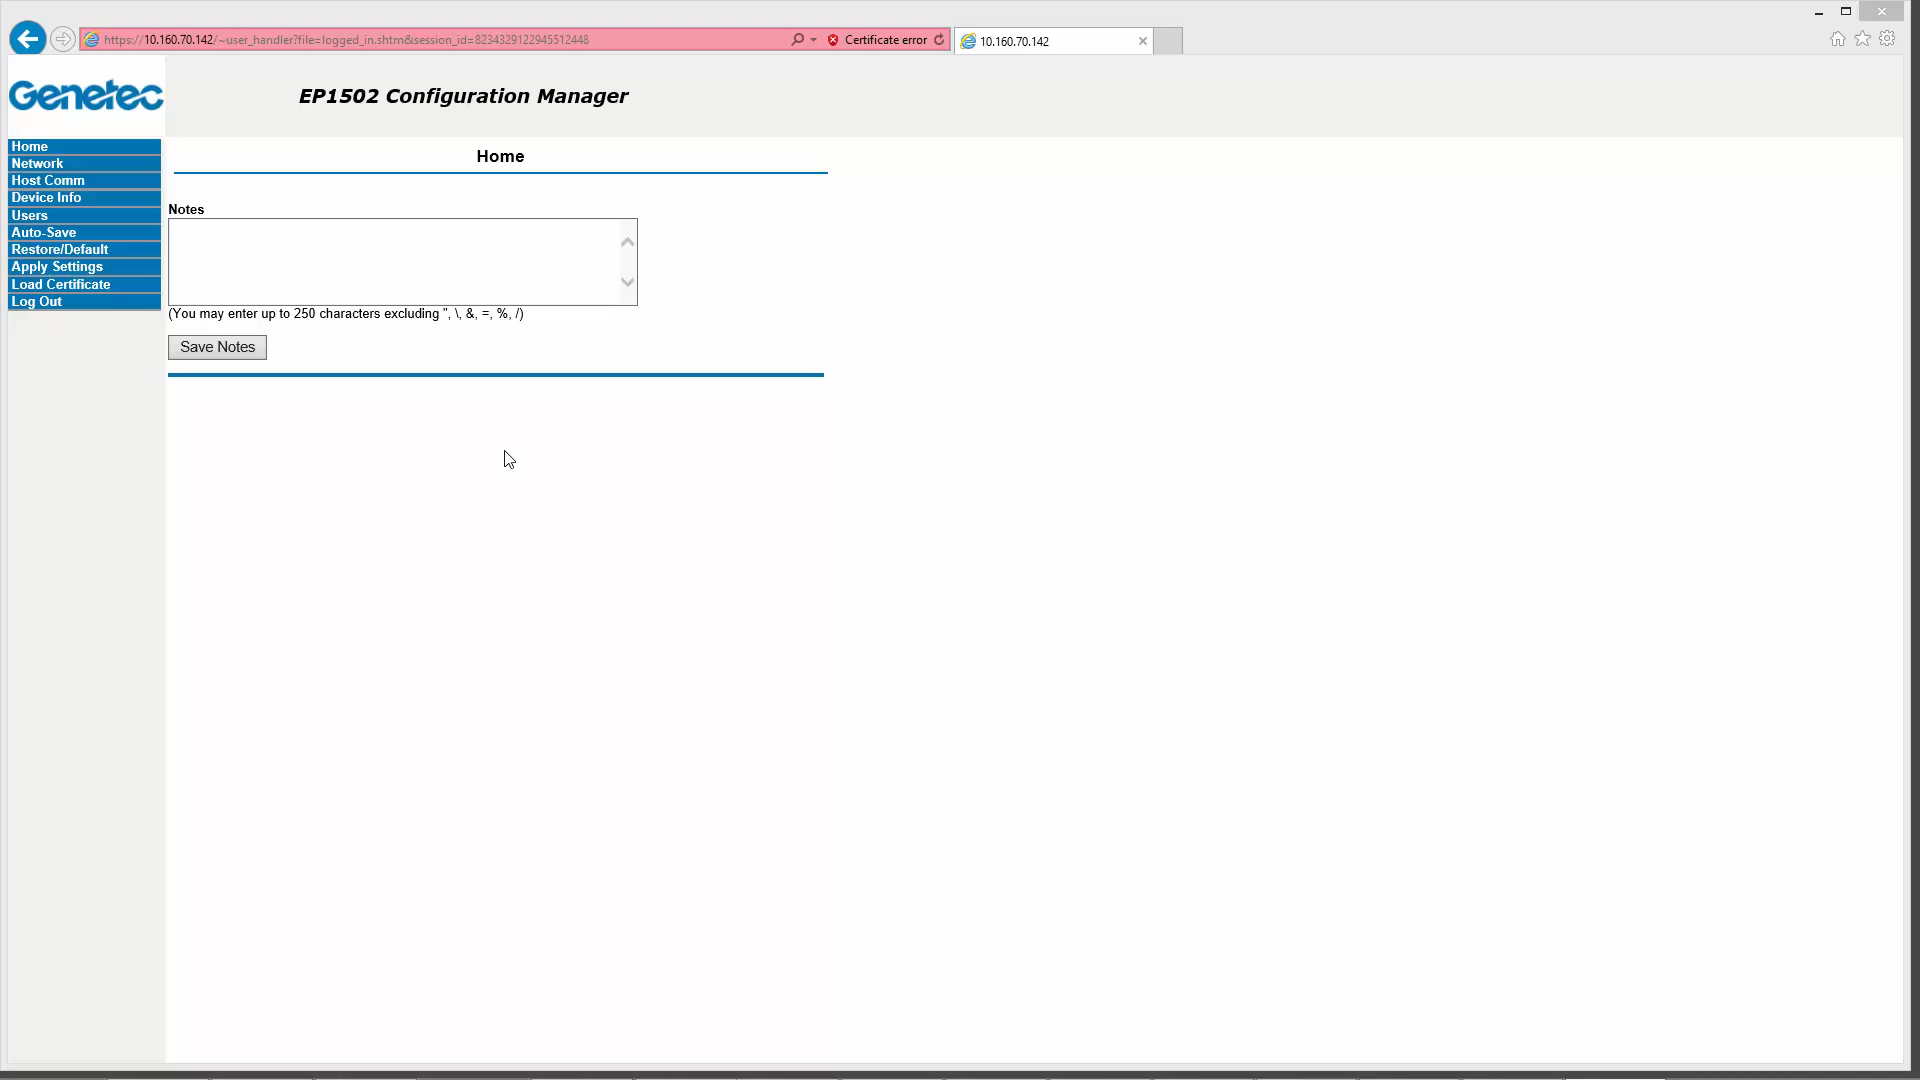 https://10.160.70.142/~user_handler?file=logged_in.shtm&session_id=8234329122945512448
Certificate error
10.160.70.142
Genetec
EP1502 Configuration Manager
Home
Network
Host Comm
Device Info
Users
Auto-Save
Restore/Default
Apply Settings
Load Certificate
Log Out
Home
Notes
(You may enter up to 250 characters excluding ", \, &, =, %, /)
Save Notes